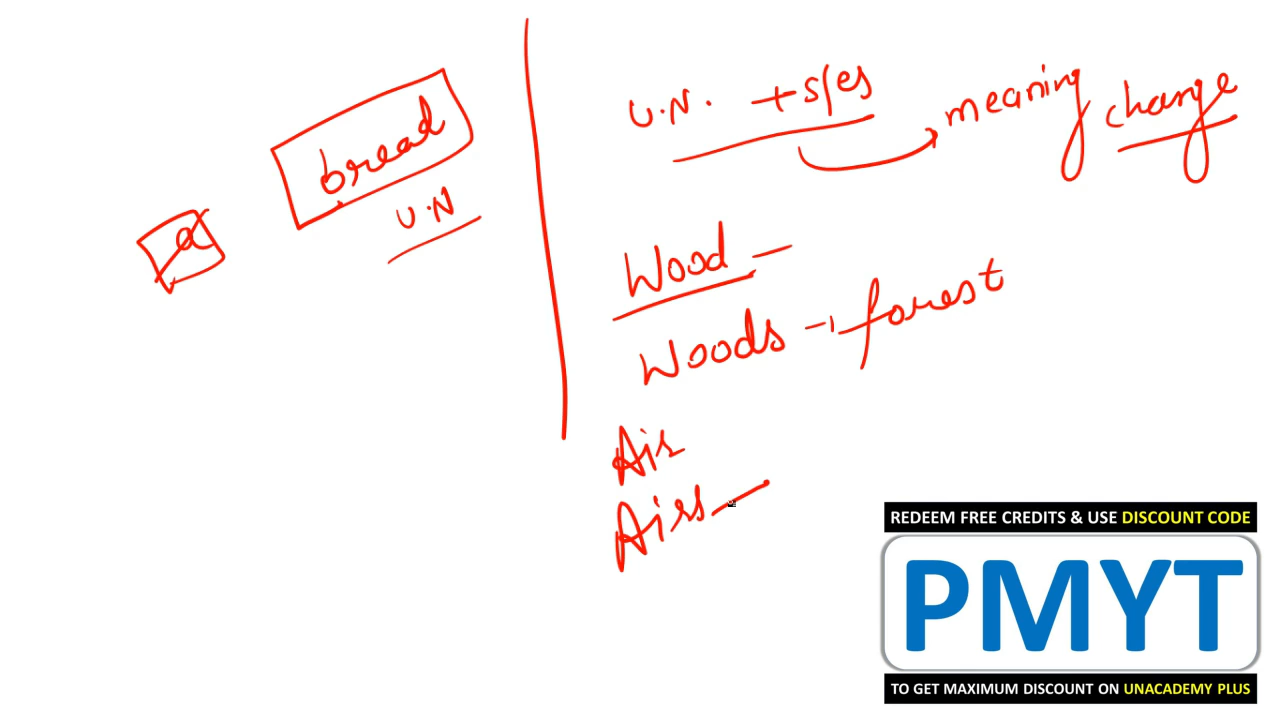 bread
U.N
a
U.N. + s/es → meaning change
Wood –
Woods → forest
Air
Airs –
REDEEM FREE CREDITS & USE DISCOUNT CODE
PMYT
TO GET MAXIMUM DISCOUNT ON UNACADEMY PLUS